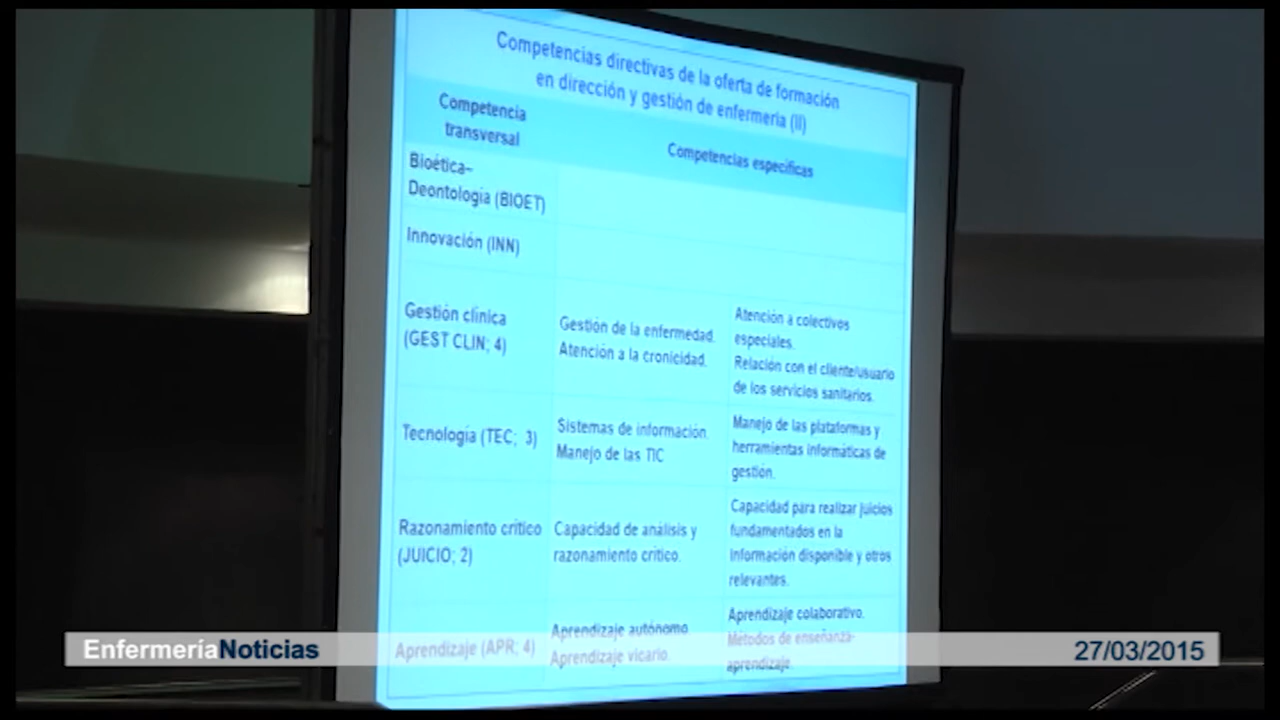 Competencias directivas de la oferta de formación
en dirección y gestión de enfermería (II)
Competencia
transversal
Competencias específicas
Bioética–
Deontología (BIOET)
Innovación (INN)
Gestión clínica
(GEST CLIN; 4)
Gestión de la enfermedad.
Atención a la cronicidad.
Atención a colectivos
especiales.
Relación con el cliente/usuario
de los servicios sanitarios.
Tecnología (TEC; 3)
Sistemas de información.
Manejo de las TIC
Manejo de las plataformas y
herramientas informáticas de
gestión.
Razonamiento crítico
(JUICIO; 2)
Capacidad de análisis y
razonamiento crítico.
Capacidad para realizar juicios
fundamentados en la
información disponible y otros
relevantes.
Aprendizaje (APR; 4)
Aprendizaje autónomo
Aprendizaje vicario.
Aprendizaje colaborativo.
Métodos de enseñanza-
aprendizaje.
EnfermeríaNoticias
27/03/2015